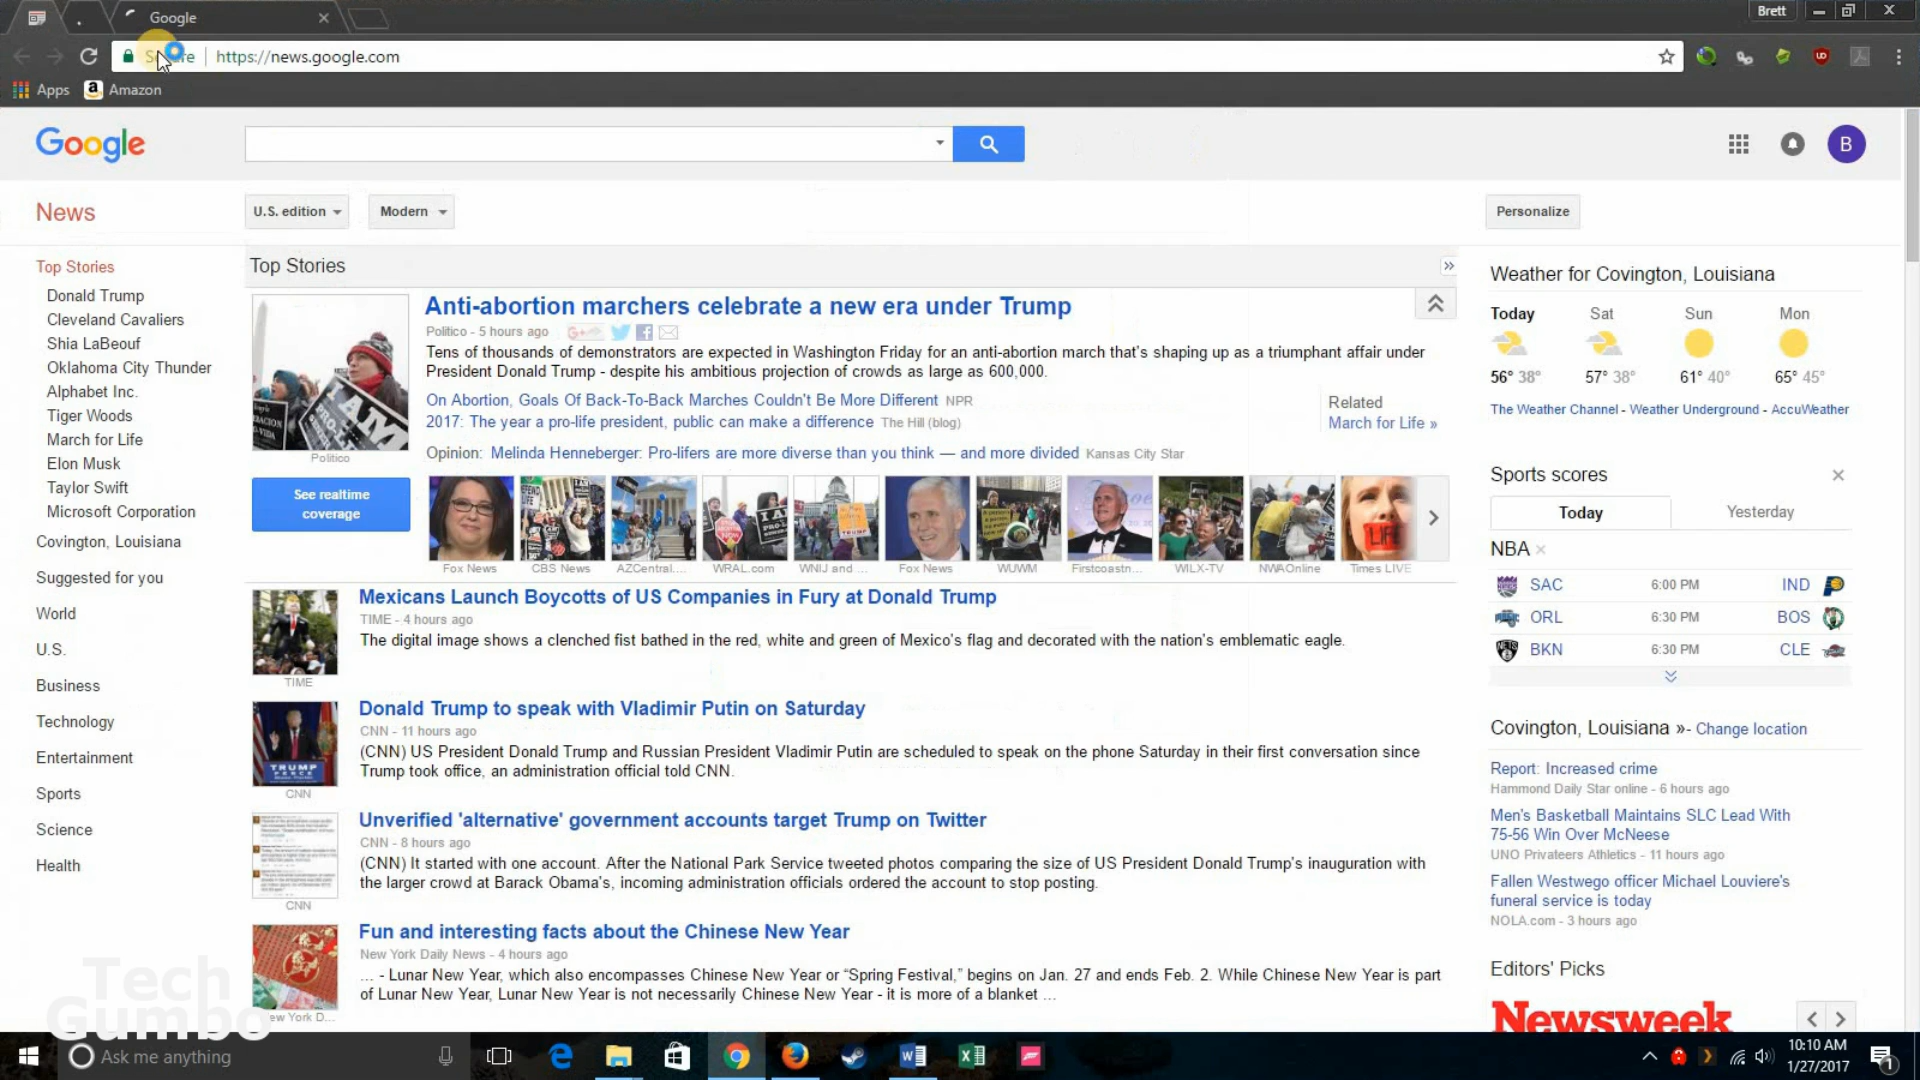 Google
Brett
Secure
https://news.google.com
Apps
Amazon
Google
B
News
U.S. edition
Modern
Personalize
Top Stories
Donald Trump
Cleveland Cavaliers
Shia LaBeouf
Oklahoma City Thunder
Alphabet Inc.
Tiger Woods
March for Life
Elon Musk
Taylor Swift
Microsoft Corporation
Covington, Louisiana
Suggested for you
World
U.S.
Business
Technology
Entertainment
Sports
Science
Health
Top Stories
Anti-abortion marchers celebrate a new era under Trump
Politico - 5 hours ago
Tens of thousands of demonstrators are expected in Washington Friday for an anti-abortion march that's shaping up as a triumphant affair under
President Donald Trump - despite his ambitious projection of crowds as large as 600,000.
On Abortion, Goals Of Back-To-Back Marches Couldn't Be More Different NPR
2017: The year a pro-life president, public can make a difference The Hill (blog)
Opinion: Melinda Henneberger: Pro-lifers are more diverse than you think — and more divided Kansas City Star
Related
March for Life »
Politico
See realtime
coverage
Fox News
CBS News
AZCentral....
WRAL.com
WNIJ and ...
Fox News
WUWM
Firstcoastn...
WILX-TV
NWAOnline
Times LIVE
Mexicans Launch Boycotts of US Companies in Fury at Donald Trump
TIME - 4 hours ago
The digital image shows a clenched fist bathed in the red, white and green of Mexico's flag and decorated with the nation's emblematic eagle.
TIME
Donald Trump to speak with Vladimir Putin on Saturday
CNN - 11 hours ago
(CNN) US President Donald Trump and Russian President Vladimir Putin are scheduled to speak on the phone Saturday in their first conversation since
Trump took office, an administration official told CNN.
TRUMP
PENCE
CNN
Unverified 'alternative' government accounts target Trump on Twitter
CNN - 8 hours ago
(CNN) It started with one account. After the National Park Service tweeted photos comparing the size of US President Donald Trump's inauguration with
the larger crowd at Barack Obama's, incoming administration officials ordered the account to stop posting.
CNN
Fun and interesting facts about the Chinese New Year
New York Daily News - 4 hours ago
... - Lunar New Year, which also encompasses Chinese New Year or “Spring Festival,” begins on Jan. 27 and ends Feb. 2. While Chinese New Year is part
of Lunar New Year, Lunar New Year is not necessarily Chinese New Year - it is more of a blanket ...
ew York D...
Weather for Covington, Louisiana
Today Sat Sun Mon
56° 38° 57° 38° 61° 40° 65° 45°
The Weather Channel - Weather Underground - AccuWeather
Sports scores
Today Yesterday
NBA
SAC 6:00 PM IND
ORL 6:30 PM BOS
BKN 6:30 PM CLE
Covington, Louisiana »- Change location
Report: Increased crime
Hammond Daily Star online - 6 hours ago
Men's Basketball Maintains SLC Lead With
75-56 Win Over McNeese
UNO Privateers Athletics - 11 hours ago
Fallen Westwego officer Michael Louviere's
funeral service is today
NOLA.com - 3 hours ago
Editors' Picks
Newsweek
Tech
Gumbo
Ask me anything
10:10 AM
1/27/2017
1